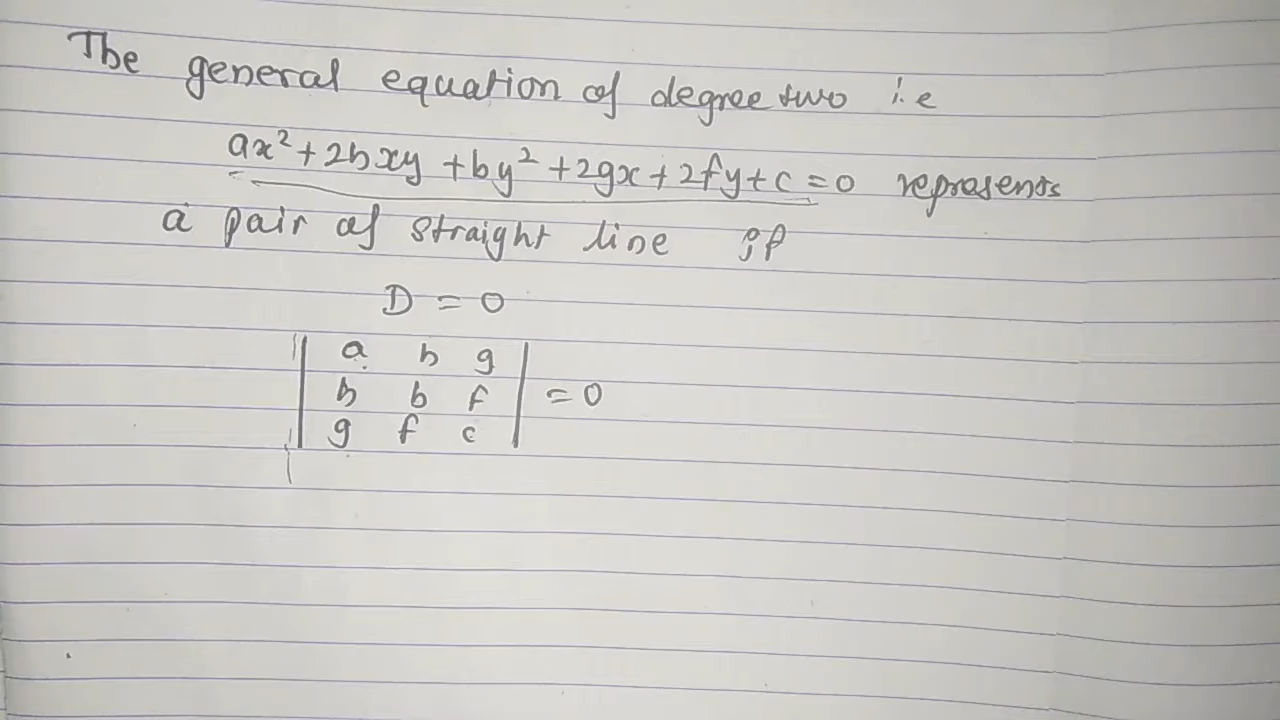 The general equation of degree two i.e
ax² + 2hxy + by² + 2gx + 2fy + c = 0 represents
a pair of straight line if
D = 0
| a h g |
| h b f | = 0
| g f c |